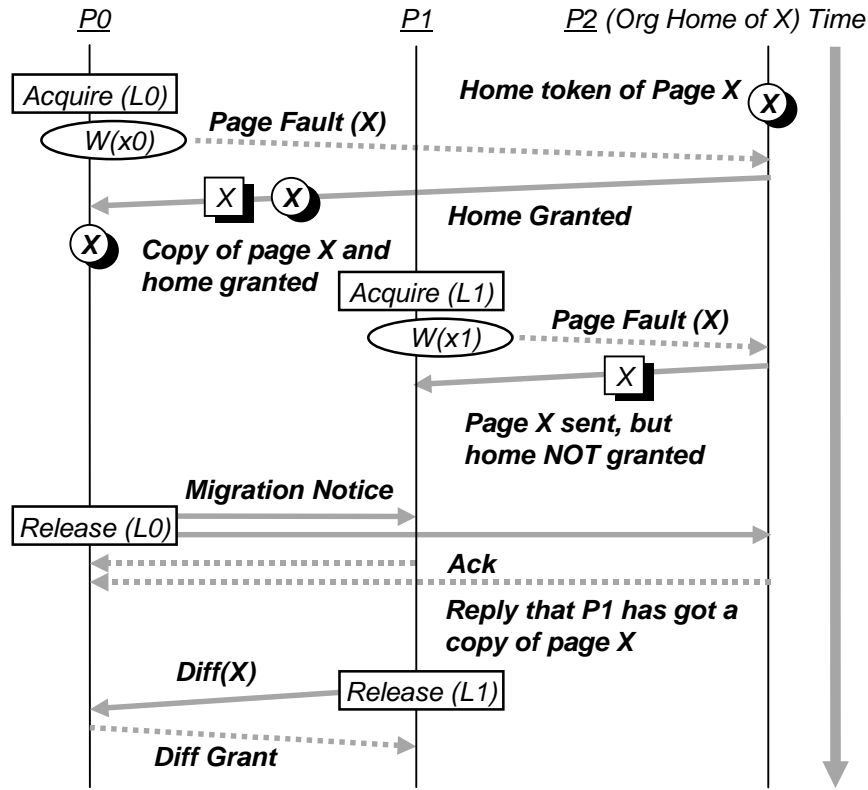 P0
P1
P2 (Org Home of X) Time
Acquire (L0)
Home token of Page X
X
Page Fault (X)
W(x0)
X
X
Home Granted
X
Copy of page X and
home granted
Acquire (L1)
Page Fault (X)
W(x1)
X
Page X sent, but
home NOT granted
Migration Notice
Release (L0)
Ack
Reply that P1 has got a
copy of page X
Diff(X)
Release (L1)
Diff Grant